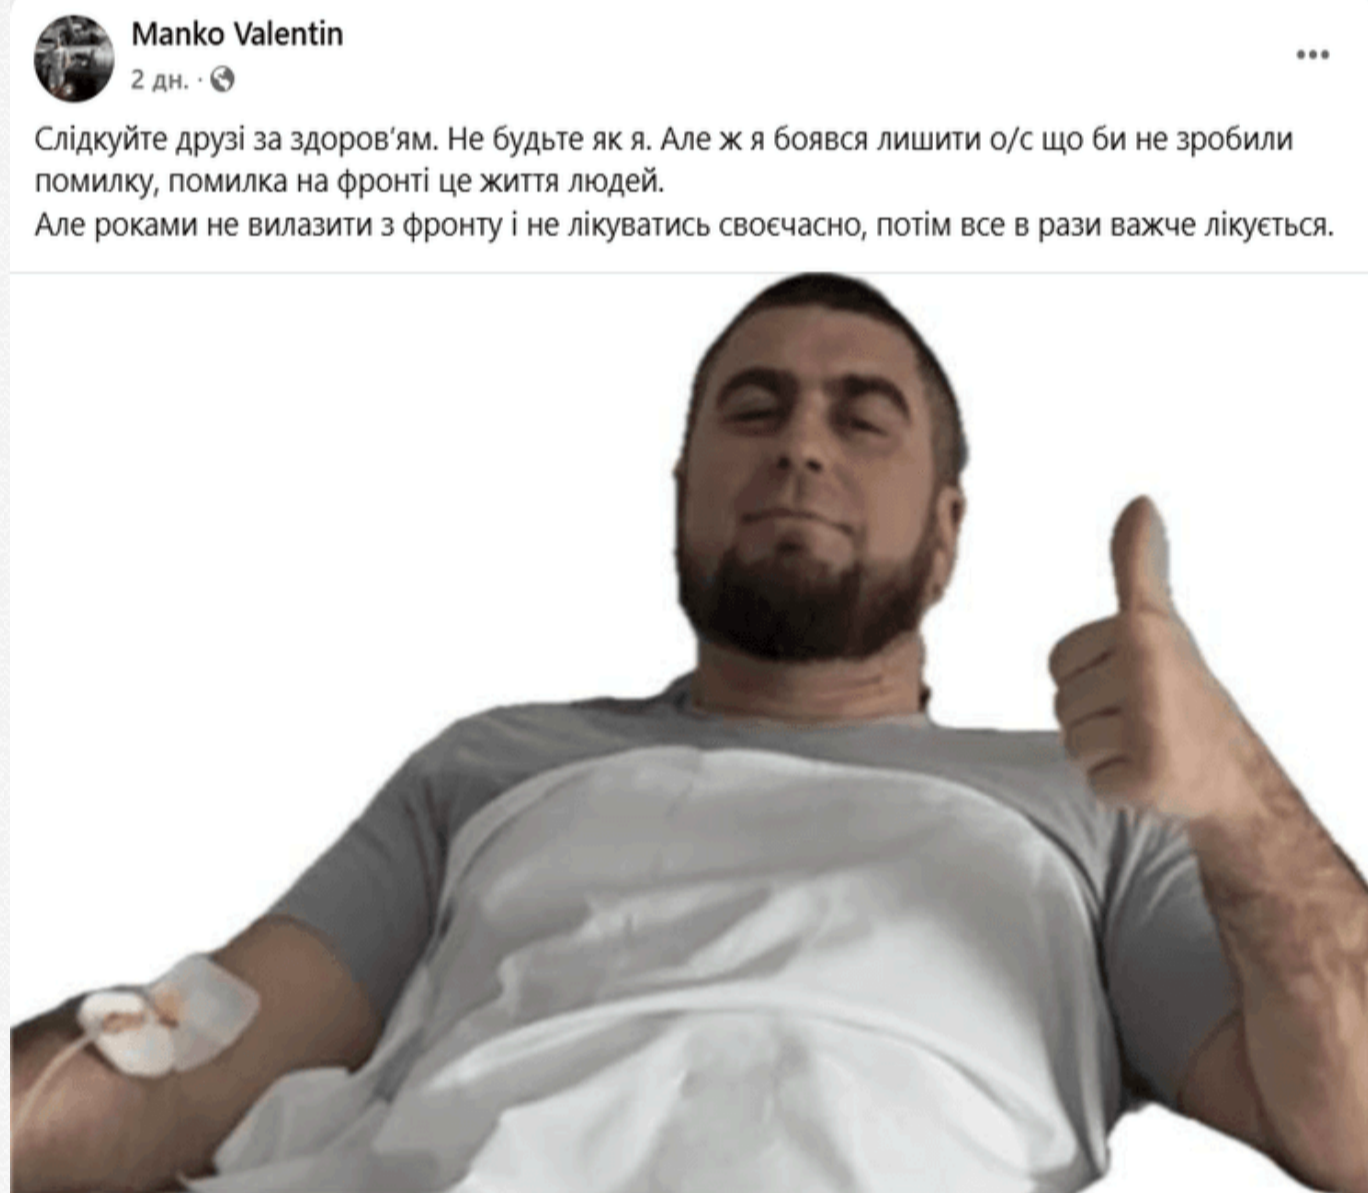 Manko Valentin
2 дн. ·
Слідкуйте друзі за здоров'ям. Не будьте як я. Але ж я боявся лишити о/с що би не зробили
помилку, помилка на фронті це життя людей.
Але роками не вилазити з фронту і не лікуватись своєчасно, потім все в рази важче лікується.